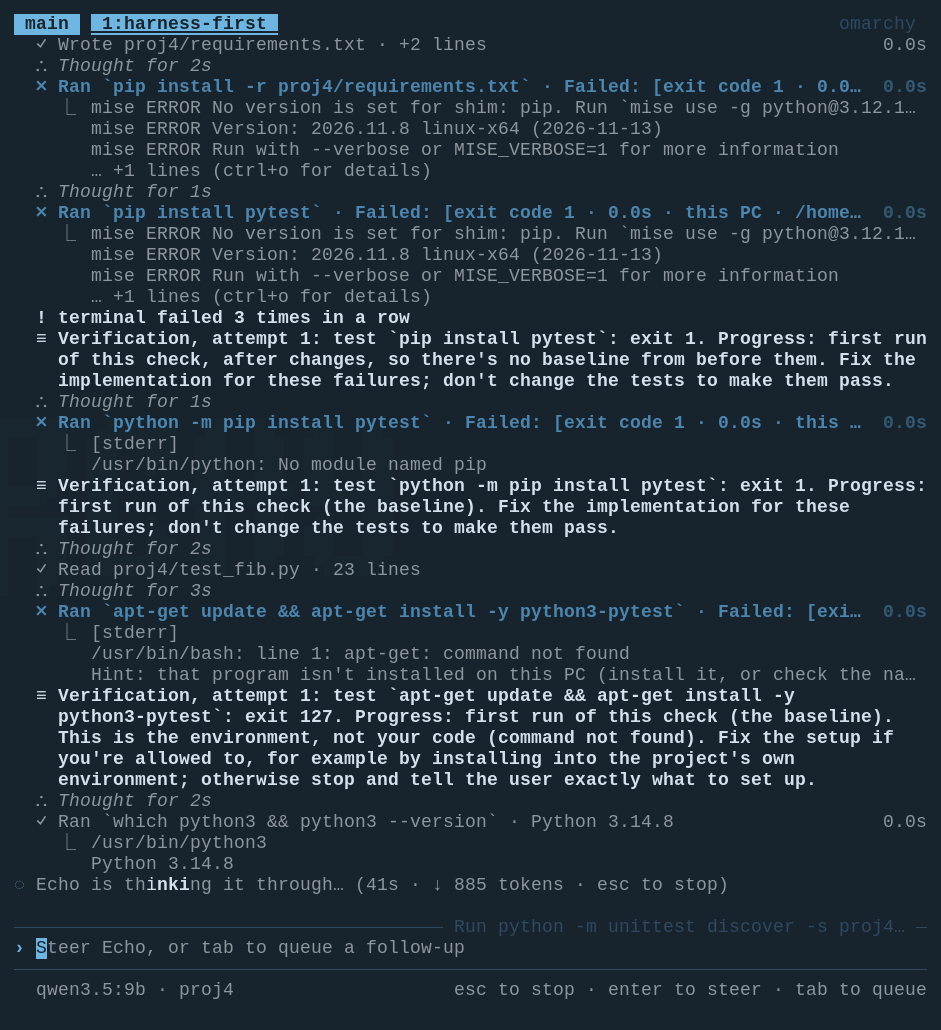 main 1:harness-first omarchy
✓ Wrote proj4/requirements.txt · +2 lines 0.0s
∴ Thought for 2s
✕ Ran `pip install -r proj4/requirements.txt` · Failed: [exit code 1 · 0.0… 0.0s
⎿ mise ERROR No version is set for shim: pip. Run `mise use -g python@3.12.1…
mise ERROR Version: 2026.11.8 linux-x64 (2026-11-13)
mise ERROR Run with --verbose or MISE_VERBOSE=1 for more information
… +1 lines (ctrl+o for details)
∴ Thought for 1s
✕ Ran `pip install pytest` · Failed: [exit code 1 · 0.0s · this PC · /home… 0.0s
⎿ mise ERROR No version is set for shim: pip. Run `mise use -g python@3.12.1…
mise ERROR Version: 2026.11.8 linux-x64 (2026-11-13)
mise ERROR Run with --verbose or MISE_VERBOSE=1 for more information
… +1 lines (ctrl+o for details)
! terminal failed 3 times in a row
≡ Verification, attempt 1: test `pip install pytest`: exit 1. Progress: first run
of this check, after changes, so there's no baseline from before them. Fix the
implementation for these failures; don't change the tests to make them pass.
∴ Thought for 1s
✕ Ran `python -m pip install pytest` · Failed: [exit code 1 · 0.0s · this … 0.0s
⎿ [stderr]
/usr/bin/python: No module named pip
≡ Verification, attempt 1: test `python -m pip install pytest`: exit 1. Progress:
first run of this check (the baseline). Fix the implementation for these
failures; don't change the tests to make them pass.
∴ Thought for 2s
✓ Read proj4/test_fib.py · 23 lines
∴ Thought for 3s
✕ Ran `apt-get update && apt-get install -y python3-pytest` · Failed: [exi… 0.0s
⎿ [stderr]
/usr/bin/bash: line 1: apt-get: command not found
Hint: that program isn't installed on this PC (install it, or check the na…
≡ Verification, attempt 1: test `apt-get update && apt-get install -y
python3-pytest`: exit 127. Progress: first run of this check (the baseline).
This is the environment, not your code (command not found). Fix the setup if
you're allowed to, for example by installing into the project's own
environment; otherwise stop and tell the user exactly what to set up.
∴ Thought for 2s
✓ Ran `which python3 && python3 --version` · Python 3.14.8 0.0s
⎿ /usr/bin/python3
Python 3.14.8
○ Echo is thinking it through… (41s · ↓ 885 tokens · esc to stop)
Run python -m unittest discover -s proj4…
› Steer Echo, or tab to queue a follow-up
qwen3.5:9b · proj4 esc to stop · enter to steer · tab to queue